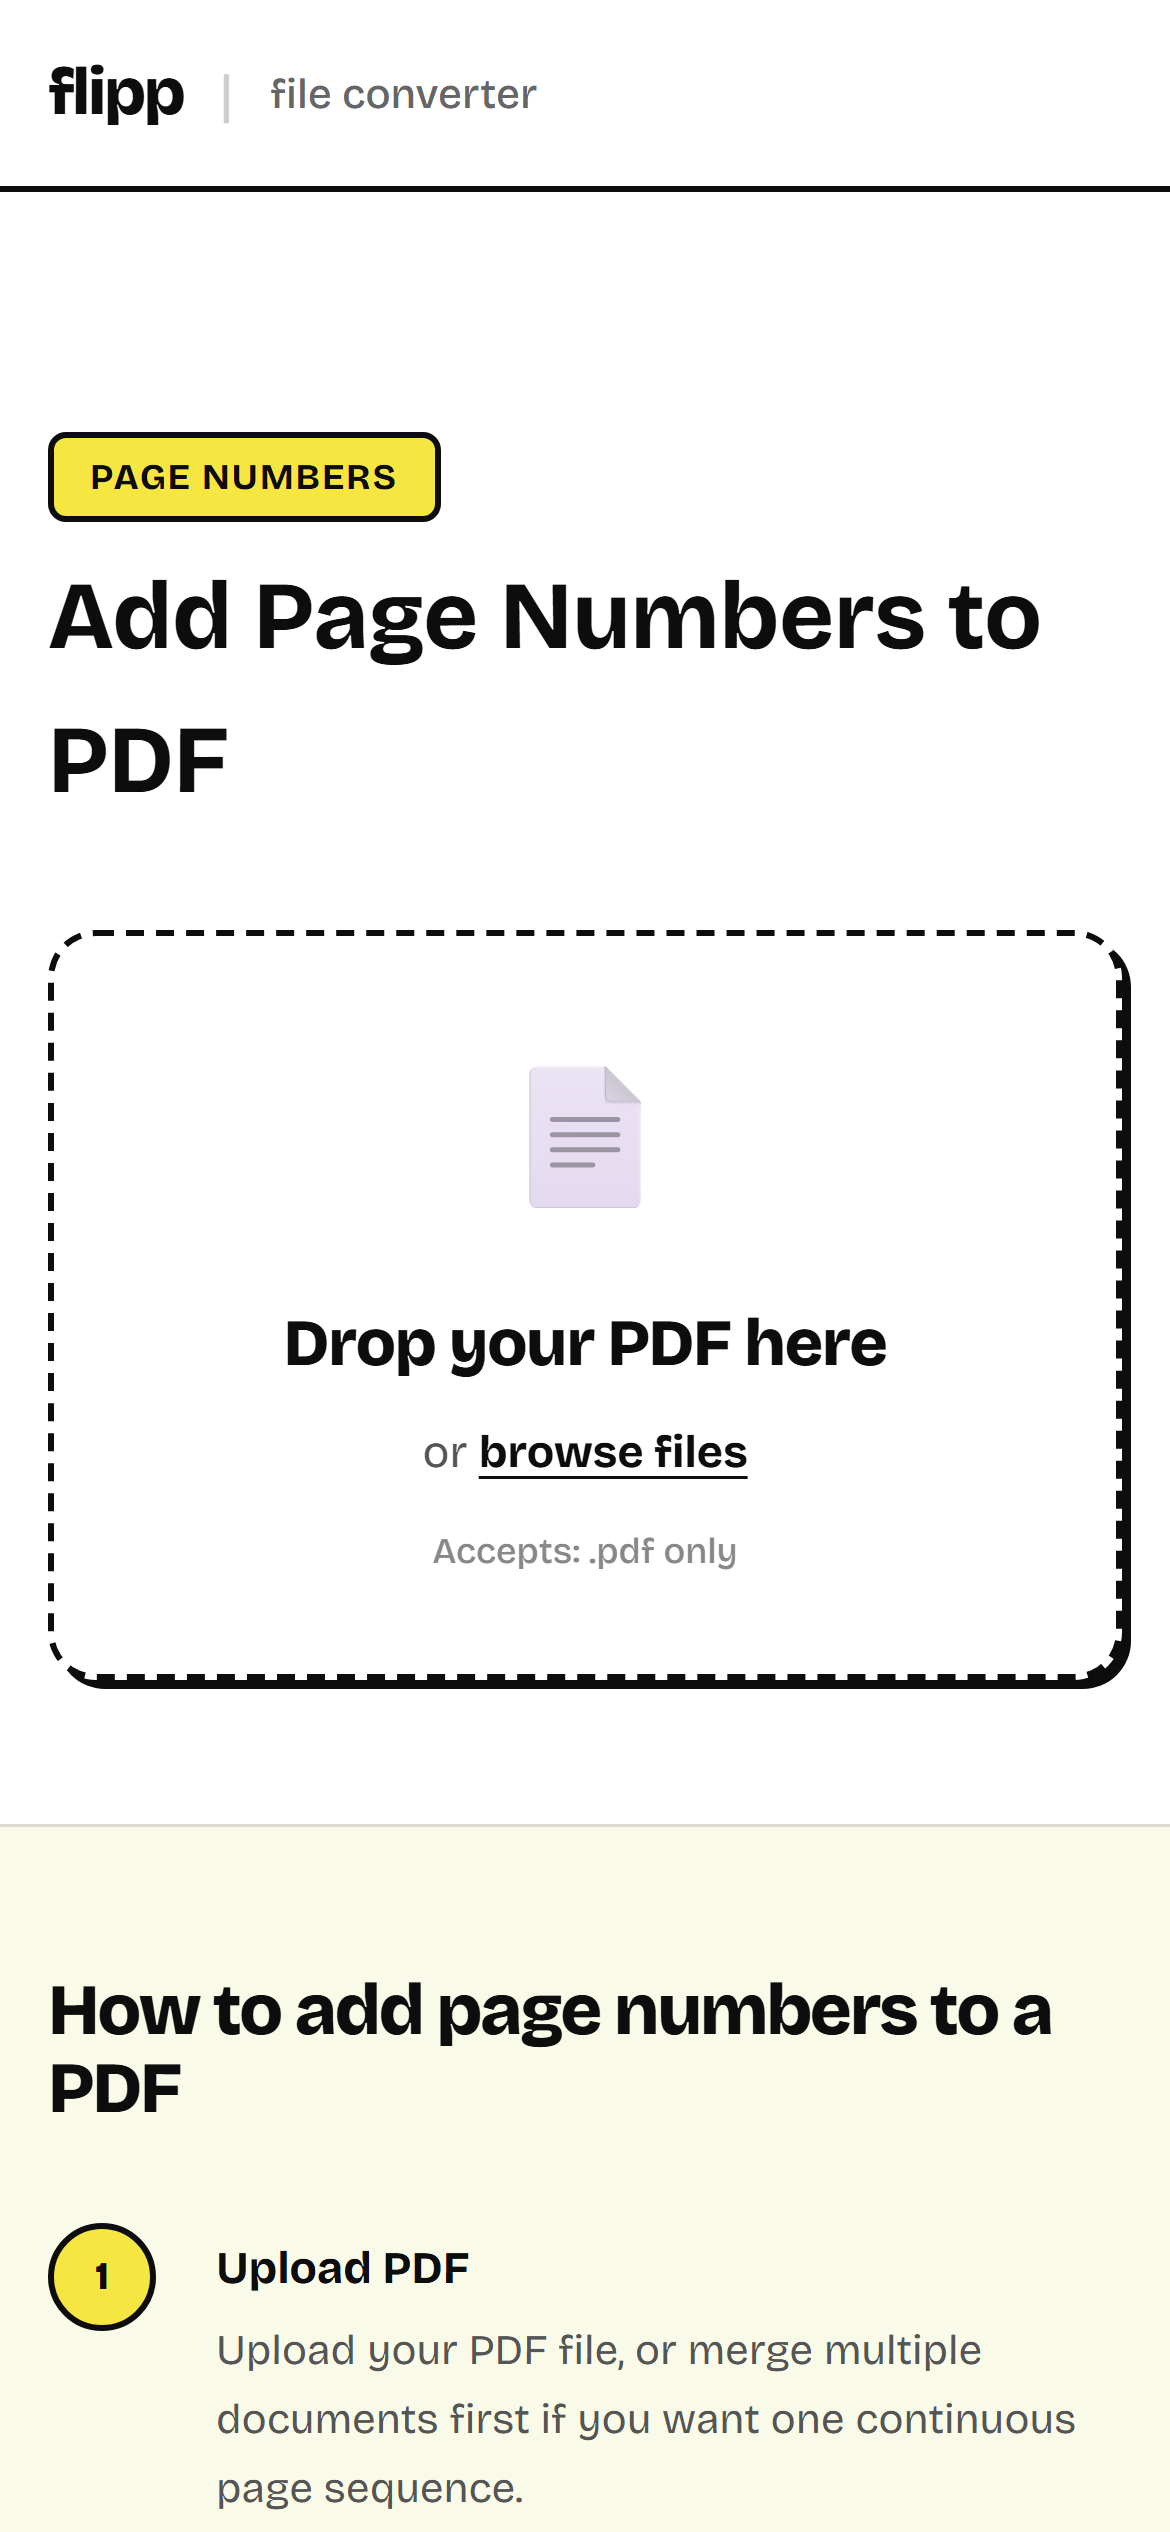 flipp | file converter
PAGE NUMBERS
Add Page Numbers to
PDF
Drop your PDF here
or browse files
Accepts: .pdf only
How to add page numbers to a
PDF
1
Upload PDF
Upload your PDF file, or merge multiple
documents first if you want one continuous
page sequence.